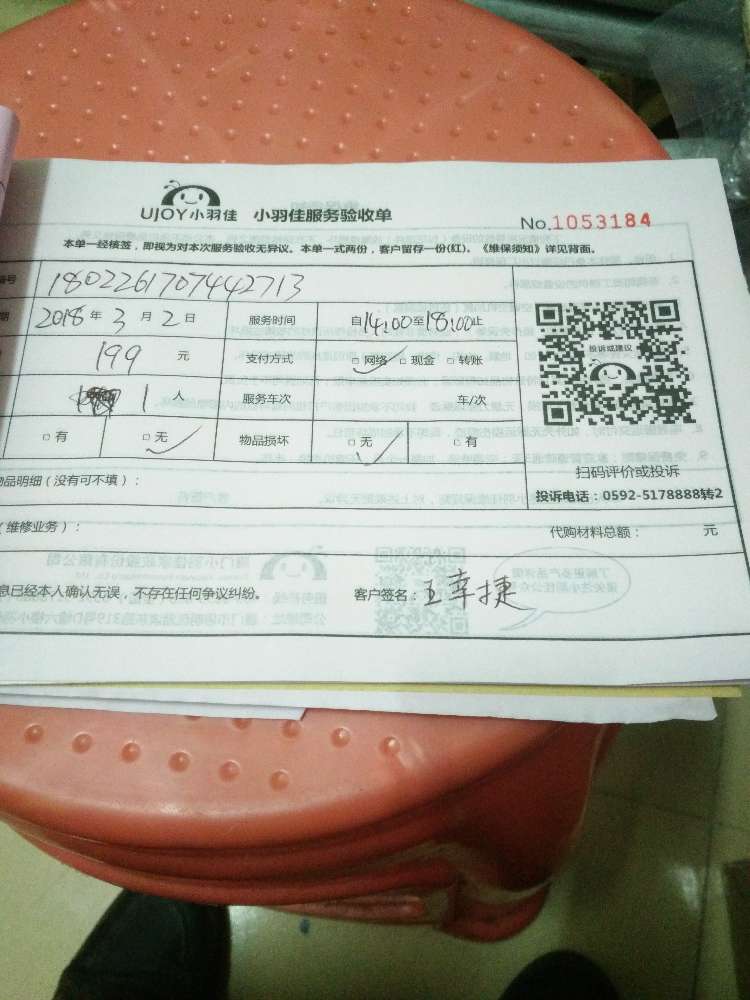 UJOY小羽佳 小羽佳服务验收单 No.1053184
本单一经核签，即视为对本次服务验收无异议。本单一式两份，客户留存一份(红)。《维保须知》详见背面。
编号 1802261707442713
期 2018 年 3 月 2 日 服务时间 自14:00至18:00止
199 元 支付方式 □网络 □现金 □转账
1 人 服务车次 车/次
□有 □无 物品损坏 □无 □有
投诉或建议
扫码评价或投诉
投诉电话：0592-5178888转2
品明细（没有可不填）：
（维修业务）： 代购材料总额： 元
息已经本人确认无误，不存在任何争议纠纷。 客户签名：王幸捷